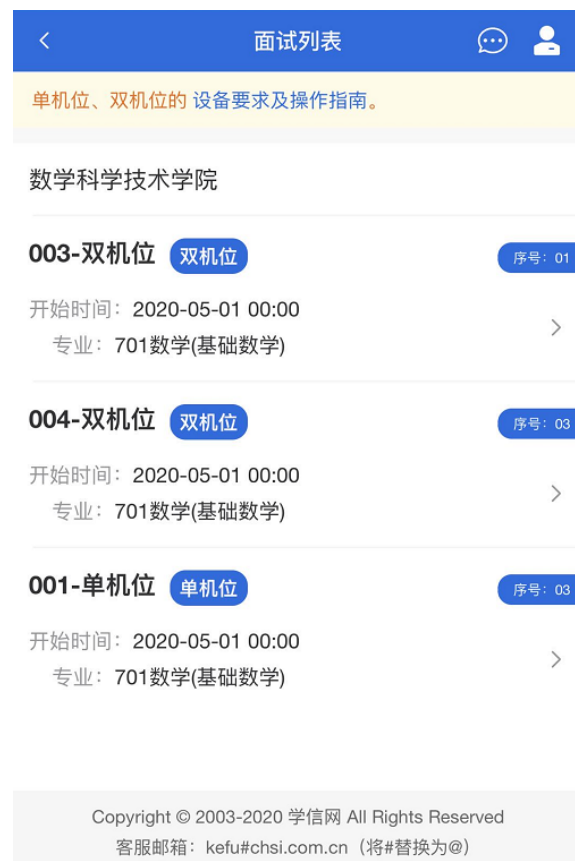 面试列表
单机位、双机位的 设备要求及操作指南。
数学科学技术学院
003-双机位 双机位 序号：01
开始时间：2020-05-01 00:00
专业：701数学(基础数学)
004-双机位 双机位 序号：03
开始时间：2020-05-01 00:00
专业：701数学(基础数学)
001-单机位 单机位 序号：03
开始时间：2020-05-01 00:00
专业：701数学(基础数学)
Copyright © 2003-2020 学信网 All Rights Reserved
客服邮箱：kefu#chsi.com.cn（将#替换为@）